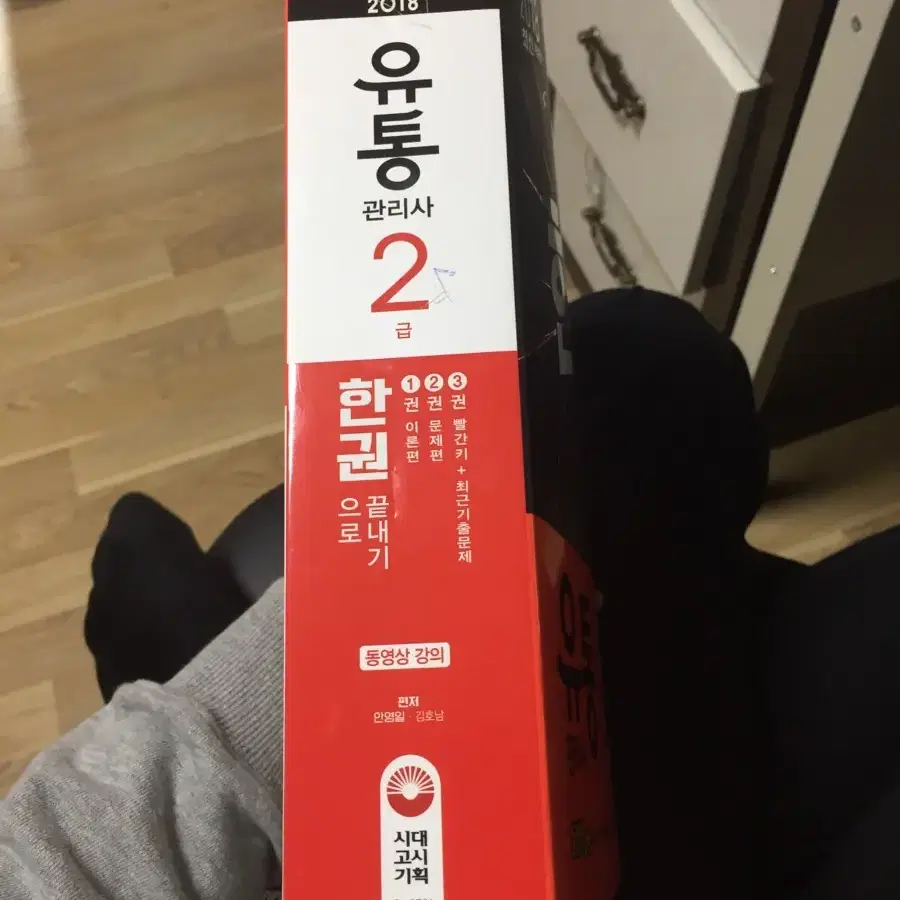 2018
유통
관리사
2
급
한권
으로
끝내기
1권 이론편
2권 문제편
3권 빨간키 + 최근기출문제
동영상 강의
편저
안영일 · 김호남
시대
고시
기획
유통